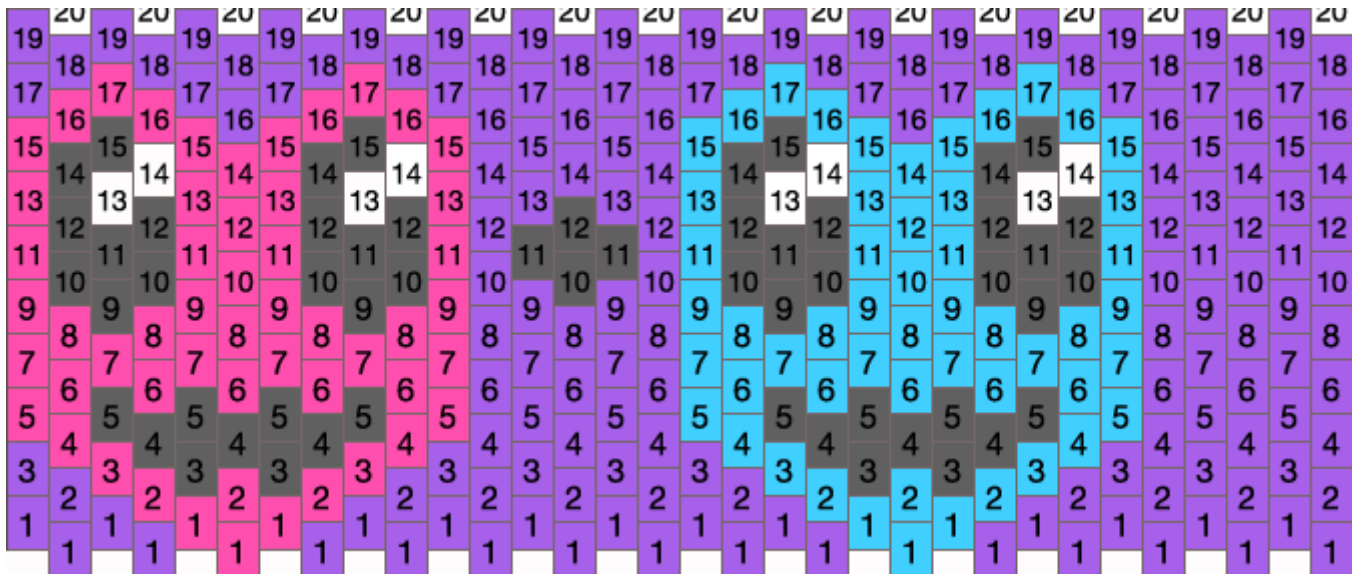 20 20 20 20 20 20 20 20 20 20 20 20 20 20 20 20
19 19 19 19 19 19 19 19 19 19 19 19 19 19 19 19
18 18 18 18 18 18 18 18 18 18 18 18 18 18 18 18
17 17 17 17 17 17 17 17 17 17 17 17 17 17 17 17
16 16 16 16 16 16 16 16 16 16 16 16 16 16 16 16
15 15 15 15 15 15 15 15 15 15 15 15 15 15 15 15
14 14 14 14 14 14 14 14 14 14 14 14 14 14 14 14
13 13 13 13 13 13 13 13 13 13 13 13 13 13 13 13
12 12 12 12 12 12 12 12 12 12 12 12 12 12 12 12
11 11 11 11 11 11 11 11 11 11 11 11 11 11 11 11
10 10 10 10 10 10 10 10 10 10 10 10 10 10 10 10
9 9 9 9 9 9 9 9 9 9 9 9 9 9 9 9
8 8 8 8 8 8 8 8 8 8 8 8 8 8 8 8
7 7 7 7 7 7 7 7 7 7 7 7 7 7 7 7
6 6 6 6 6 6 6 6 6 6 6 6 6 6 6 6
5 5 5 5 5 5 5 5 5 5 5 5 5 5 5 5
4 4 4 4 4 4 4 4 4 4 4 4 4 4 4 4
3 3 3 3 3 3 3 3 3 3 3 3 3 3 3 3
2 2 2 2 2 2 2 2 2 2 2 2 2 2 2 2
1 1 1 1 1 1 1 1 1 1 1 1 1 1 1 1
1 1 1 1 1 1 1 1 1 1 1 1 1 1 1 1